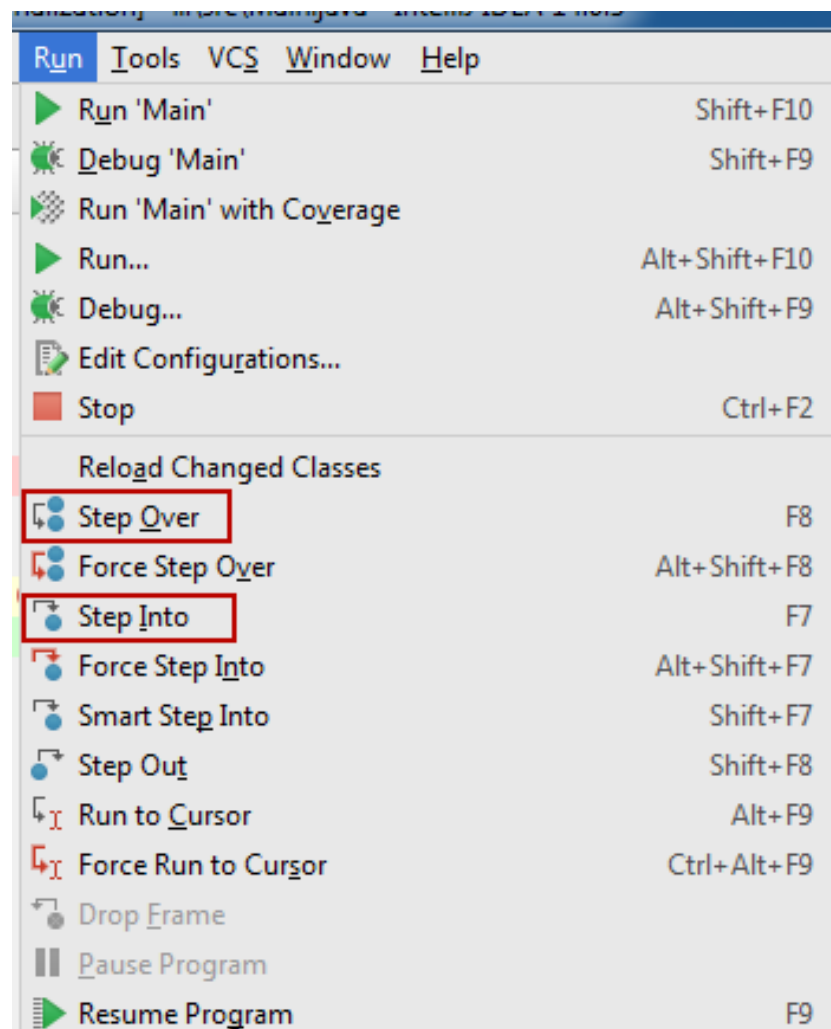 Run Tools VCS Window Help
Run 'Main' Shift+F10
Debug 'Main' Shift+F9
Run 'Main' with Coverage
Run... Alt+Shift+F10
Debug... Alt+Shift+F9
Edit Configurations...
Stop Ctrl+F2
Reload Changed Classes
Step Over F8
Force Step Over Alt+Shift+F8
Step Into F7
Force Step Into Alt+Shift+F7
Smart Step Into Shift+F7
Step Out Shift+F8
Run to Cursor Alt+F9
Force Run to Cursor Ctrl+Alt+F9
Drop Frame
Pause Program
Resume Program F9